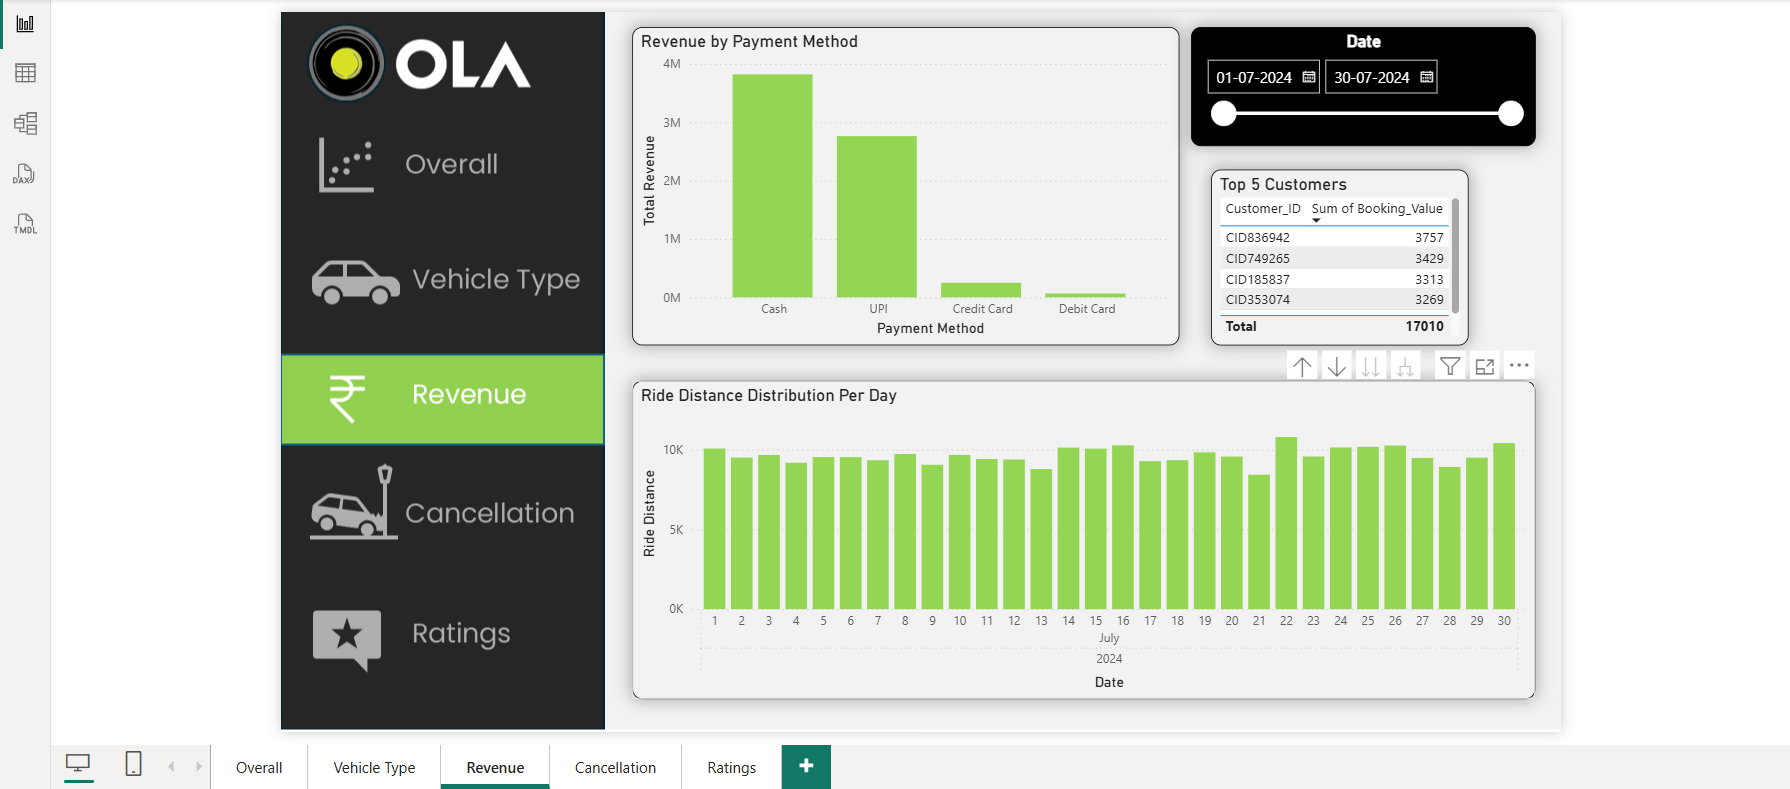 DAX
TMDL
OLA
Overall
Vehicle Type
Revenue
Cancellation
Ratings
Revenue by Payment Method
4M
3M
2M
1M
0M
Total Revenue
Cash UPI Credit Card Debit Card
Payment Method
Date
01-07-2024 30-07-2024
Top 5 Customers
Customer_ID Sum of Booking_Value
CID836942 3757
CID749265 3429
CID185837 3313
CID353074 3269
Total 17010
Ride Distance Distribution Per Day
10K
5K
0K
Ride Distance
1 2 3 4 5 6 7 8 9 10 11 12 13 14 15 16 17 18 19 20 21 22 23 24 25 26 27 28 29 30
July
2024
Date
Overall Vehicle Type Revenue Cancellation Ratings +